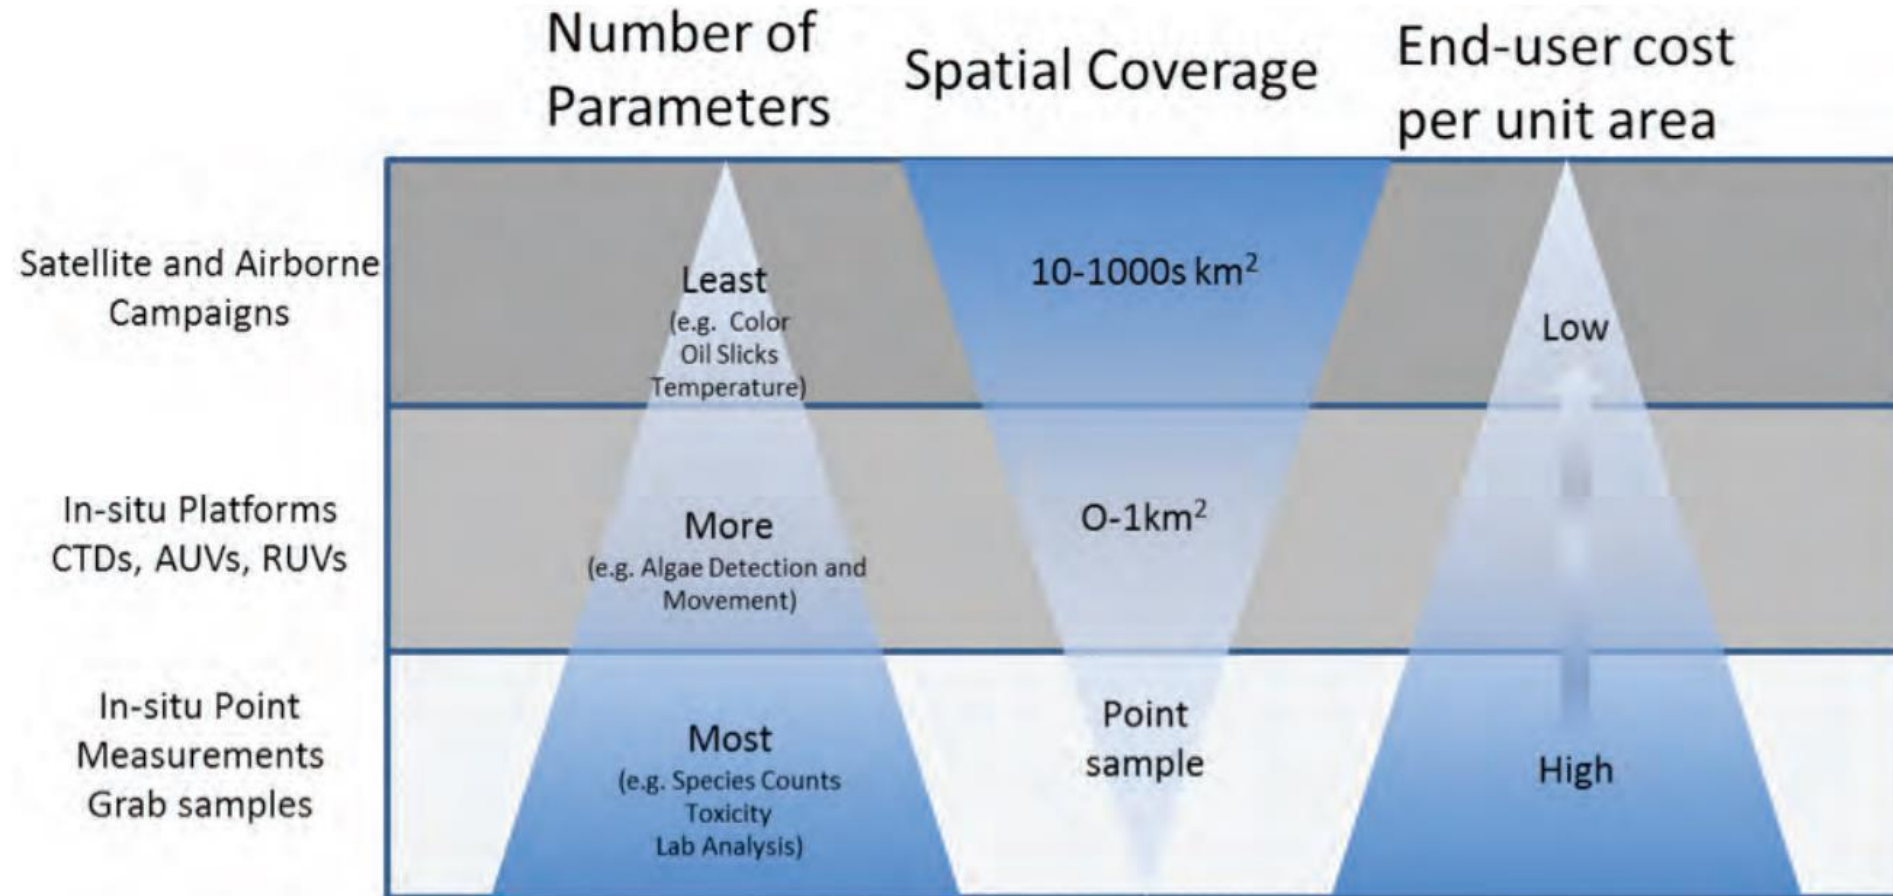 Number of
Parameters
Spatial Coverage
End-user cost
per unit area
Satellite and Airborne
Campaigns
Least
(e.g. Color
Oil Slicks
Temperature)
10-1000s km²
Low
In-situ Platforms
CTDs, AUVs, RUVs
More
(e.g. Algae Detection and
Movement)
O-1km²
In-situ Point
Measurements
Grab samples
Most
(e.g. Species Counts
Toxicity
Lab Analysis)
Point
sample
High